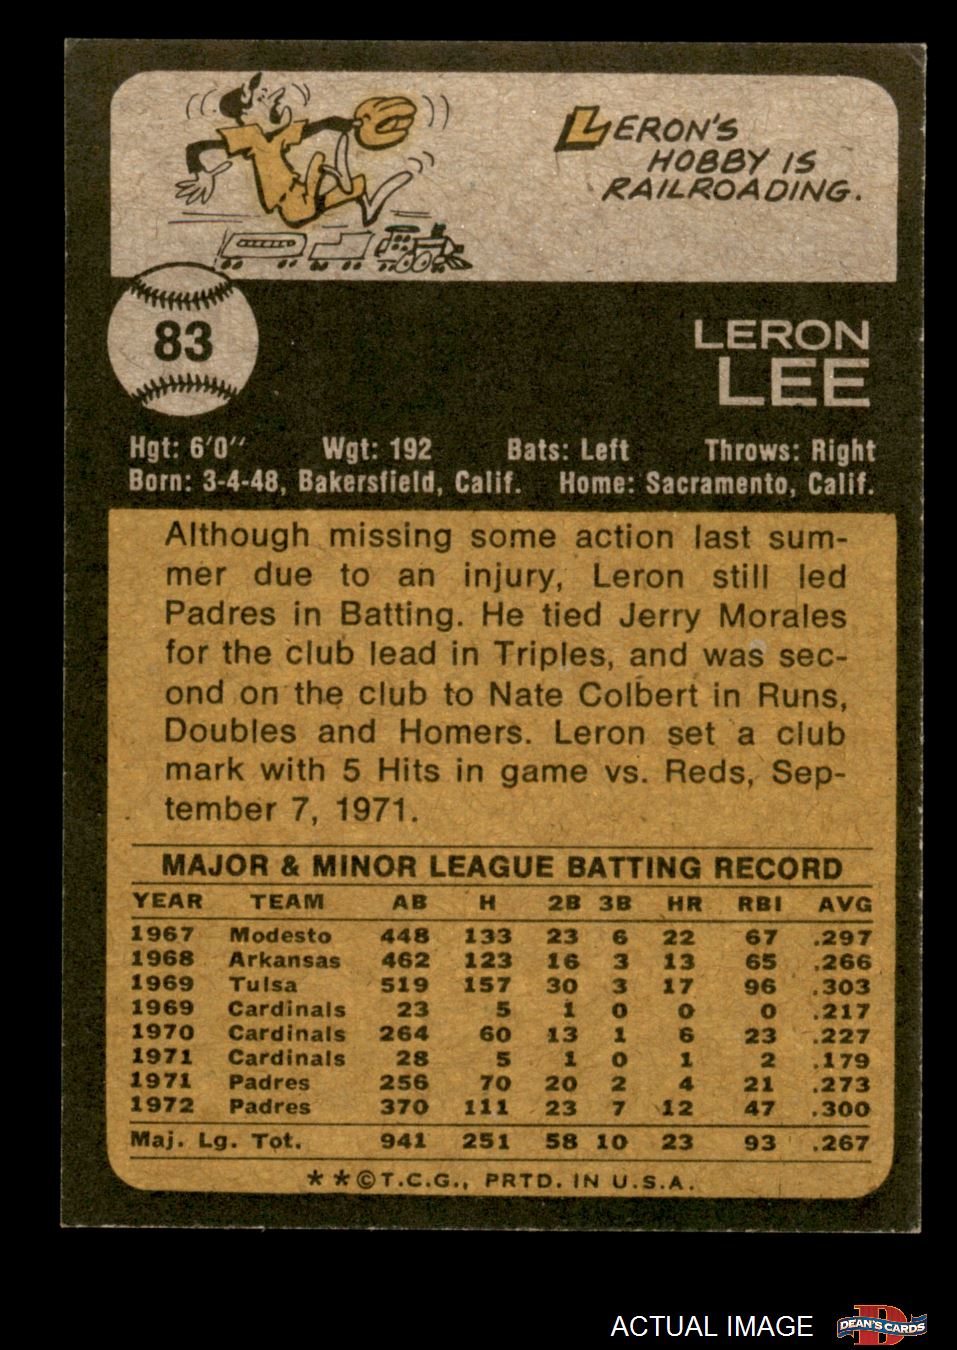 LERON'S
HOBBY IS
RAILROADING.
83
LERON
LEE
Hgt: 6'0" Wgt: 192 Bats: Left Throws: Right
Born: 3-4-48, Bakersfield, Calif. Home: Sacramento, Calif.
Although missing some action last sum-
mer due to an injury, Leron still led
Padres in Batting. He tied Jerry Morales
for the club lead in Triples, and was sec-
ond on the club to Nate Colbert in Runs,
Doubles and Homers. Leron set a club
mark with 5 Hits in game vs. Reds, Sep-
tember 7, 1971.
MAJOR & MINOR LEAGUE BATTING RECORD
YEAR TEAM AB H 2B 3B HR RBI AVG
1967 Modesto 448 133 23 6 22 67 .297
1968 Arkansas 462 123 16 3 13 65 .266
1969 Tulsa 519 157 30 3 17 96 .303
1969 Cardinals 23 5 1 0 0 0 .217
1970 Cardinals 264 60 13 1 6 23 .227
1971 Cardinals 28 5 1 0 1 2 .179
1971 Padres 256 70 20 2 4 21 .273
1972 Padres 370 111 23 7 12 47 .300
Maj. Lg. Tot. 941 251 58 10 23 93 .267
* * © T.C.G., PRTD. IN U.S.A.
ACTUAL IMAGE D DEAN'S CARDS